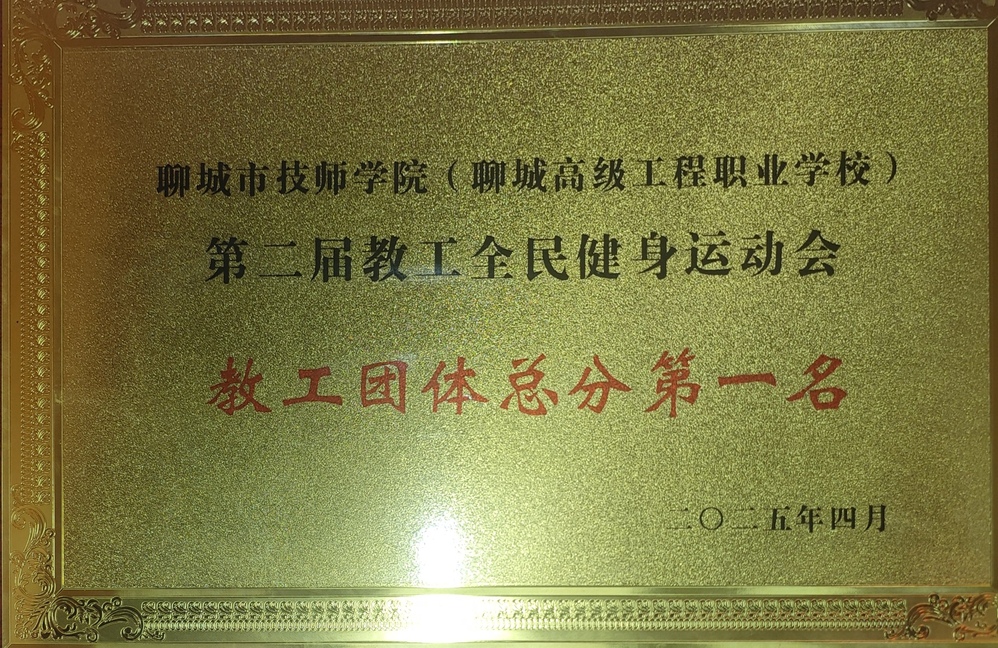 聊城市技师学院（聊城高级工程职业学校）
第二届教工全民健身运动会
教工团体总分第一名
二〇二五年四月